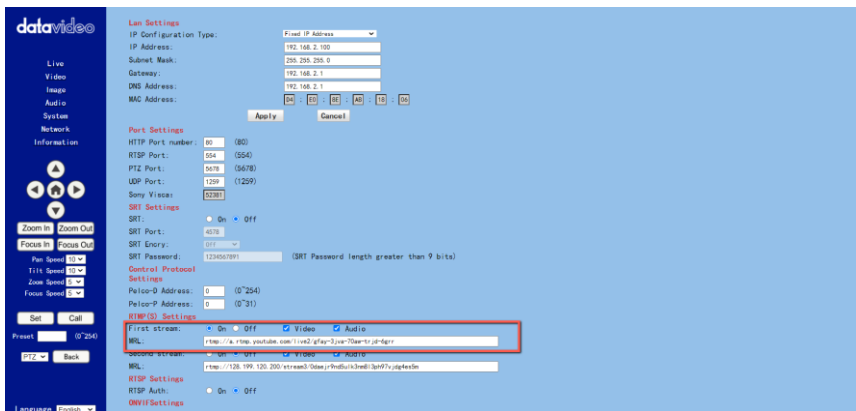 datavideo
Live
Video
Image
Audio
System
Network
Information
Zoom In Zoom Out
Focus In Focus Out
Pan Speed 10
Tilt Speed 10
Zoom Speed 5
Focus Speed 5
Set Call
Preset (0~254)
PTZ Back
Language English
Lan Settings
IP Configuration Type: Fixed IP Address
IP Address: 192.168.2.100
Subnet Mask: 255.255.255.0
Gateway: 192.168.2.1
DNS Address: 192.168.2.1
MAC Address: D4 : E0 : 8E : AB : 18 : 06
Apply Cancel
Port Settings
HTTP Port number: 80 (80)
RTSP Port: 554 (554)
PTZ Port: 5678 (5678)
UDP Port: 1259 (1259)
Sony Visca: 52381
SRT Settings
SRT: On Off
SRT Port: 4578
SRT Encry: Off
SRT Password: 1234567891 (SRT Password length greater than 9 bits)
Control Protocol
Settings
Pelco-D Address: 0 (0~254)
Pelco-P Address: 0 (0~31)
RTMP(S) Settings
First stream: On Off Video Audio
MRL:
Second stream: On Off Video Audio
MRL:
RTSP Settings
RTSP Auth: On Off
ONVIFSettings